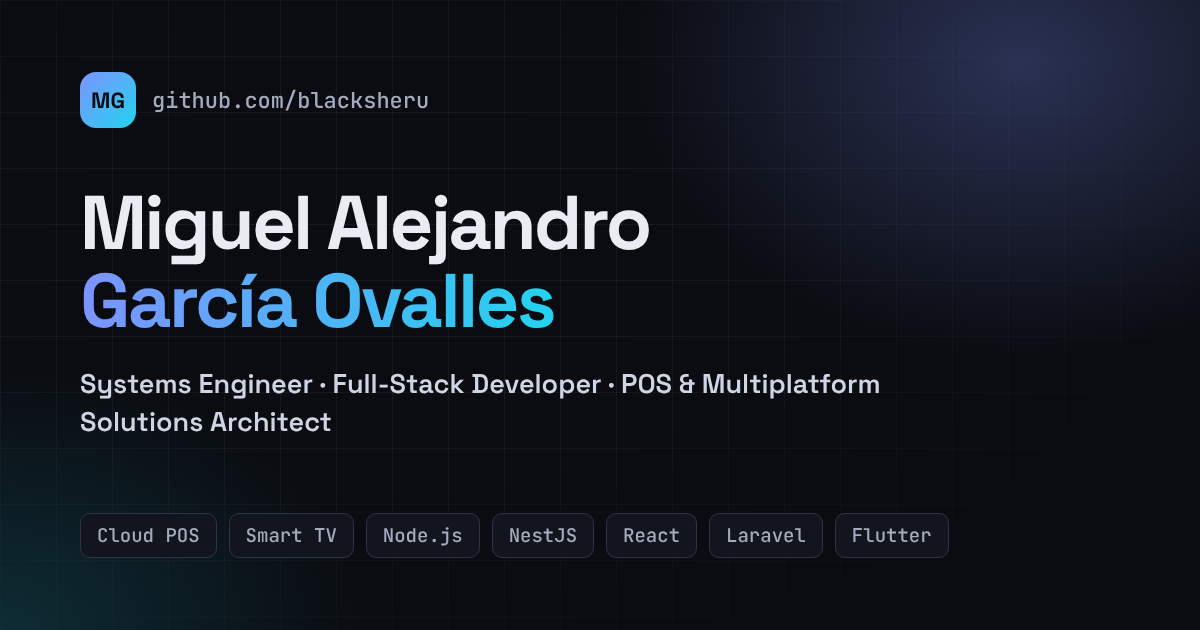 MG github.com/blacksheru
Miguel Alejandro
García Ovalles
Systems Engineer · Full-Stack Developer · POS & Multiplatform
Solutions Architect
Cloud POS Smart TV Node.js NestJS React Laravel Flutter